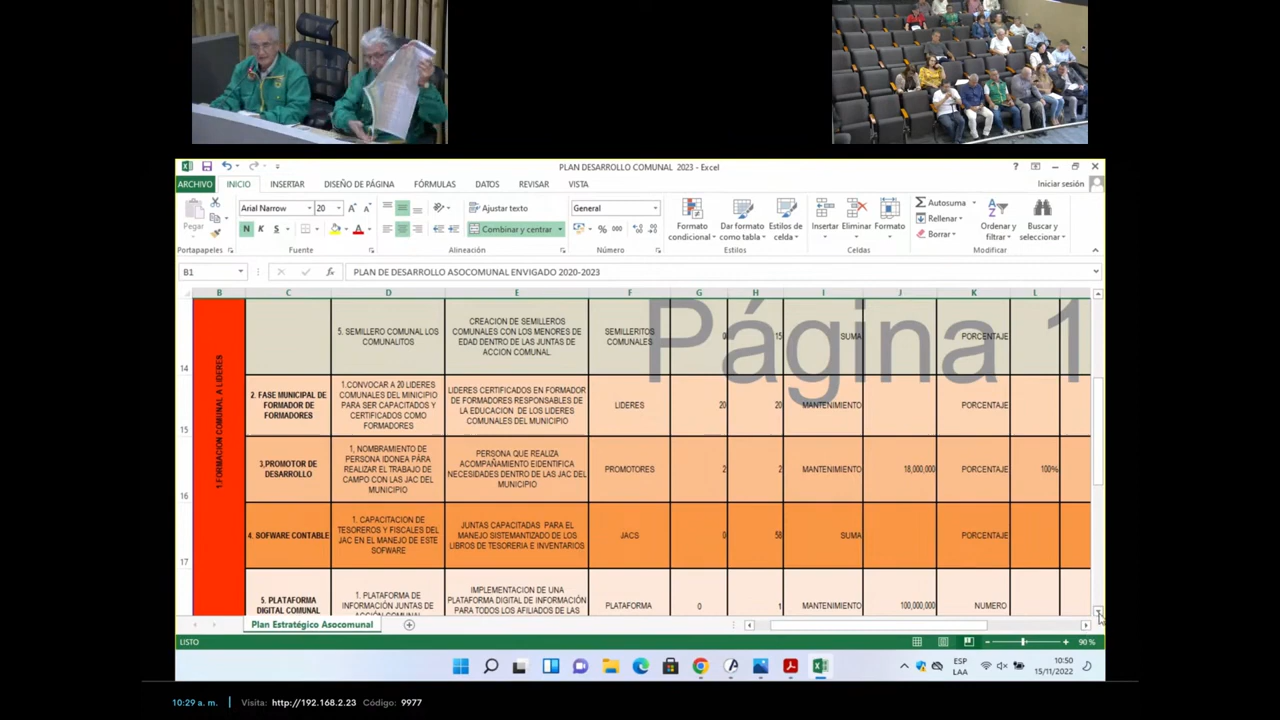 PLAN DESARROLLO COMUNAL 2023 - Excel
ARCHIVO INICIO INSERTAR DISEÑO DE PÁGINA FÓRMULAS DATOS REVISAR VISTA Iniciar sesión
Pegar
Arial Narrow 20
N K S
Ajustar texto
Combinar y centrar
General
Formato condicional
Dar formato como tabla
Estilos de celda
Insertar Eliminar Formato
Autosuma
Rellenar
Borrar
Ordenar y filtrar
Buscar y seleccionar
Portapapeles Fuente Alineación Número Estilos Celdas Modificar
B1 fx PLAN DE DESARROLLO ASOCOMUNAL ENVIGADO 2020-2023
B C D E F G H I J K L
Página 1
1.FORMACION COMUNAL A LIDERES
14
5. SEMILLERO COMUNAL LOS
COMUNALITOS
CREACION DE SEMILLEROS
COMUNALES CON LOS MENORES DE
EDAD DENTRO DE LAS JUNTAS DE
ACCION COMUNAL.
SEMILLERITOS
COMUNALES
0 15 SUMA PORCENTAJE
15
2. FASE MUNICIPAL DE
FORMADOR DE
FORMADORES
1.CONVOCAR A 20 LIDERES
COMUNALES DEL MINICIPIO
PARA SER CAPACITADOS Y
CERTIFICADOS COMO
FORMADORES
LIDERES CERTIFICADOS EN FORMADOR
DE FORMADORES RESPONSABLES DE
LA EDUCACION DE LOS LIDERES
COMUNALES DEL MUNICIPIO
LIDERES 20 20 MANTENIMIENTO PORCENTAJE
16
3,PROMOTOR DE
DESARROLLO
1, NOMBRAMIENTO DE
PERSONA IDONEA PÁRA
REALIZAR EL TRABAJO DE
CAMPO CON LAS JAC DEL
MUNICIPIO
PERSONA QUE REALIZA
ACOMPAÑAMIENTO EIDENTIFICA
NECESIDADES DENTRO DE LAS JAC DEL
MUNICIPIO
PROMOTORES 2 2 MANTENIMIENTO 18,000,000 PORCENTAJE 100%
17
4. SOFWARE CONTABLE
1. CAPACITACION DE
TESOREROS Y FISCALES DEL
JAC EN EL MANEJO DE ESTE
SOFWARE
JUNTAS CAPACITADAS PARA EL
MANEJO SISTEMANTIZADO DE LOS
LIBROS DE TESORERIA E INVENTARIOS
JACS 0 58 SUMA PORCENTAJE
5. PLATAFORMA
DIGITAL COMUNAL
1. PLATAFORMA DE
INFORMACIÓN JUNTAS DE
ACCIÓN COMUNAL
IMPLEMENTACION DE UNA
PLATAFORMA DIGITAL DE INFORMACIÓN
PARA TODOS LOS AFILIADOS DE LAS
PLATAFORMA 0 1 MANTENIMIENTO 100,000,000 NUMERO
Plan Estratégico Asocomunal
LISTO 90 %
ESP
LAA
10:50
15/11/2022
10:29 a. m. Visita: http://192.168.2.23 Código: 9977